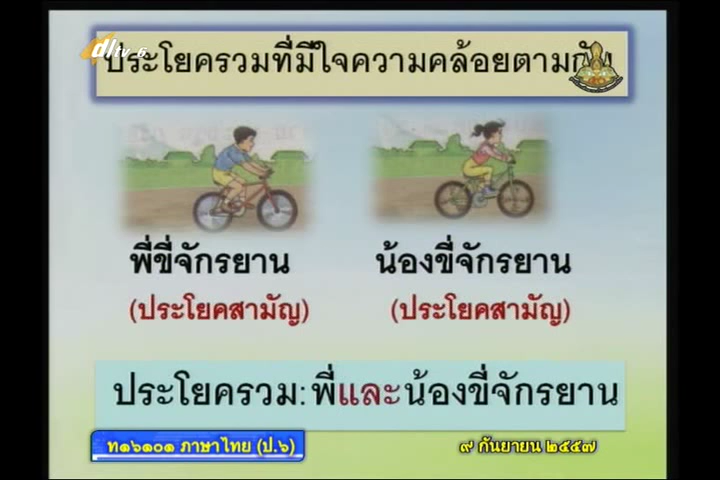 dltv 6
ประโยครวมที่มีใจความคล้อยตามกัน
พี่ขี่จักรยาน
น้องขี่จักรยาน
(ประโยคสามัญ)
(ประโยคสามัญ)
ประโยครวม: พี่และน้องขี่จักรยาน
ท๑๖๑๐๑ ภาษาไทย (ป.๖)
๙ กันยายน ๒๕๕๗